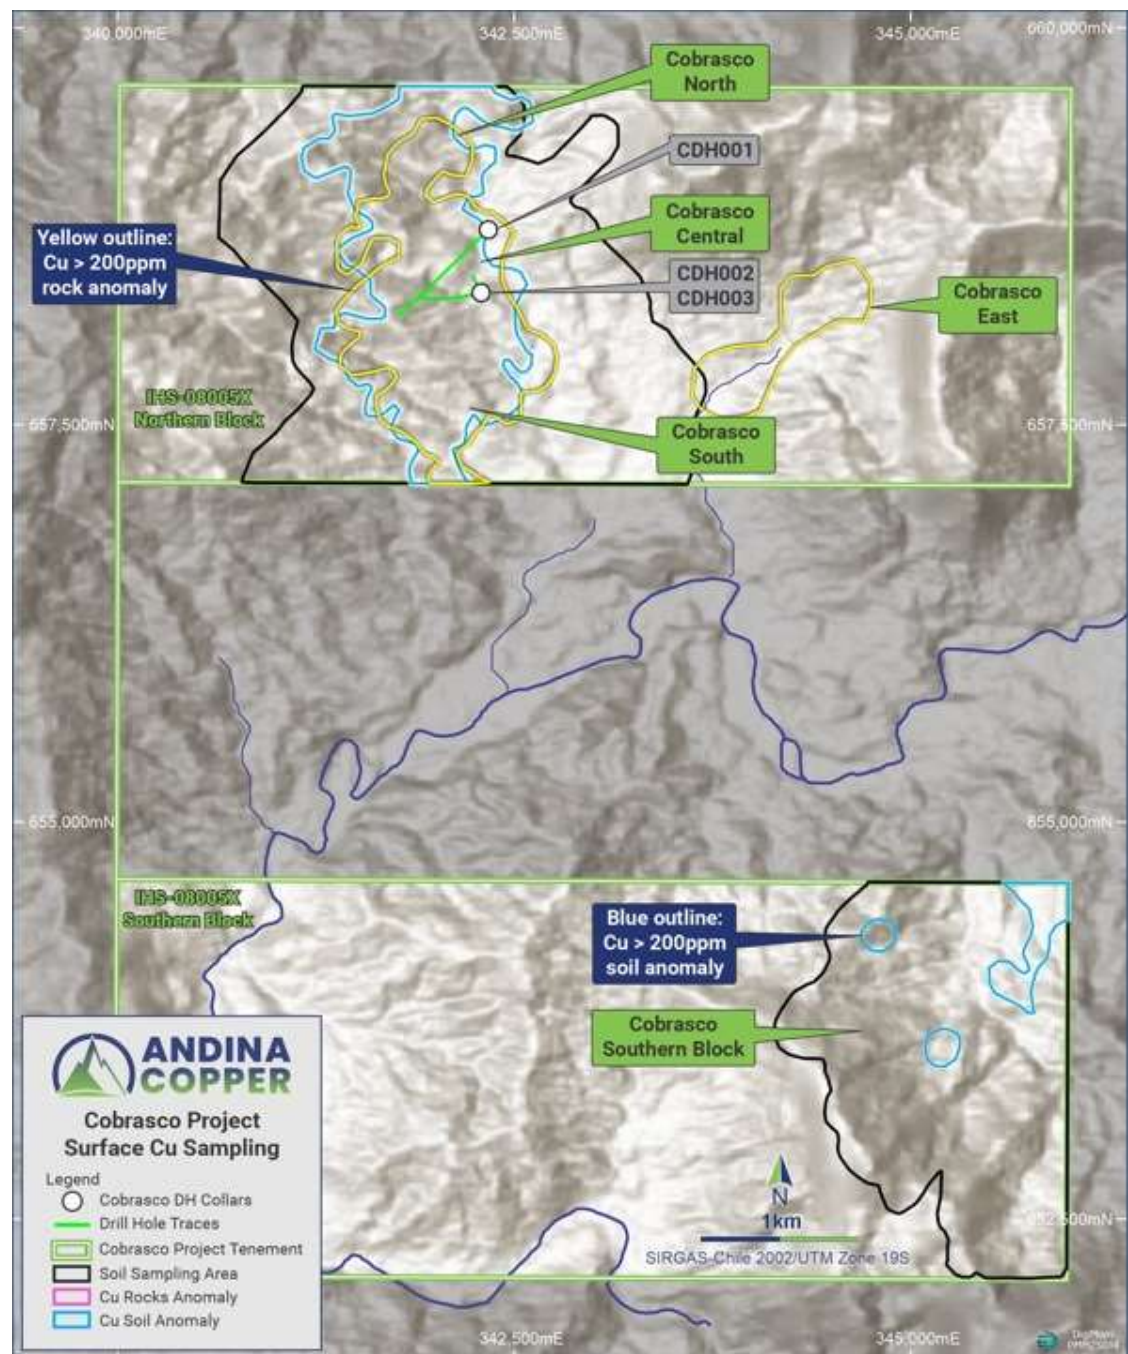 340,000mE
342,500mE
345,000mE
660,000mN
Cobrasco
North
CDH001
Cobrasco
Central
Yellow outline:
Cu > 200ppm
rock anomaly
CDH002
CDH003
Cobrasco
East
IHS-08005X
Northern Block
657,500mN
657,500mN
Cobrasco
South
655,000mN
655,000mN
IHS-08005X
Southern Block
Blue outline:
Cu > 200ppm
soil anomaly
Cobrasco
Southern Block
ANDINA
COPPER
Cobrasco Project
Surface Cu Sampling
Legend
Cobrasco DH Collars
Drill Hole Traces
Cobrasco Project Tenement
Soil Sampling Area
Cu Rocks Anomaly
Cu Soil Anomaly
N
1km
652,500mN
SIRGAS-Chile 2002/UTM Zone 19S
342,500mE
345,000mE